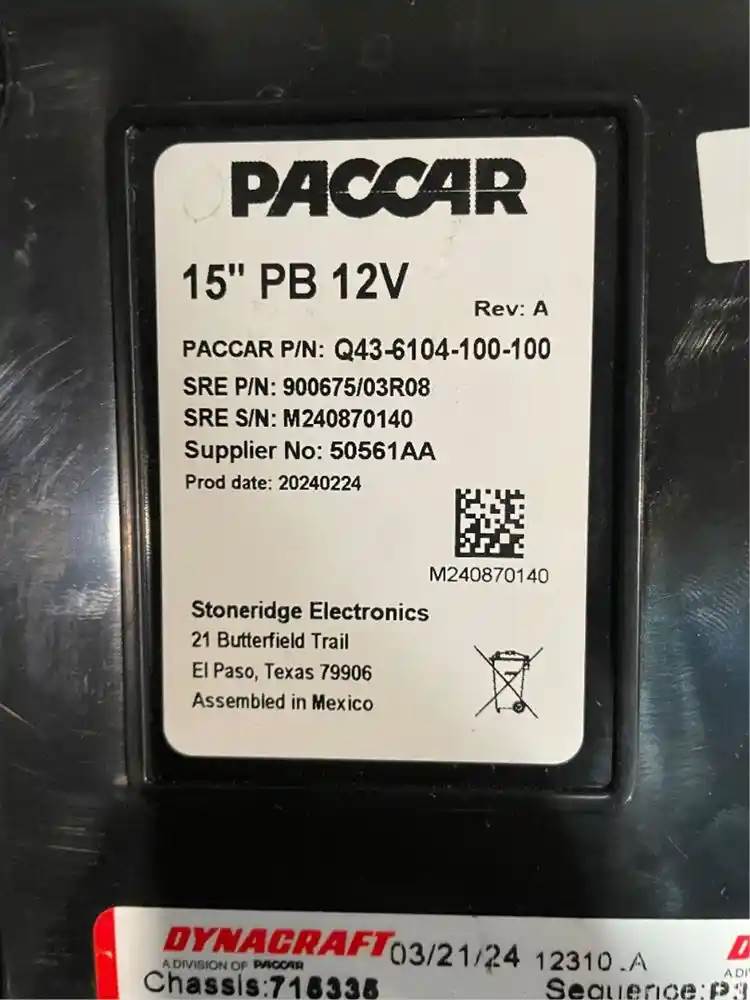 PACCAR
15" PB 12V
Rev: A
PACCAR P/N: Q43-6104-100-100
SRE P/N: 900675/03R08
SRE S/N: M240870140
Supplier No: 50561AA
Prod date: 20240224
M240870140
Stoneridge Electronics
21 Butterfield Trail
El Paso, Texas 79906
Assembled in Mexico
DYNACRAFT 03/21/24 12310.A
A DIVISION OF PACCAR
Chassis: Sequence: